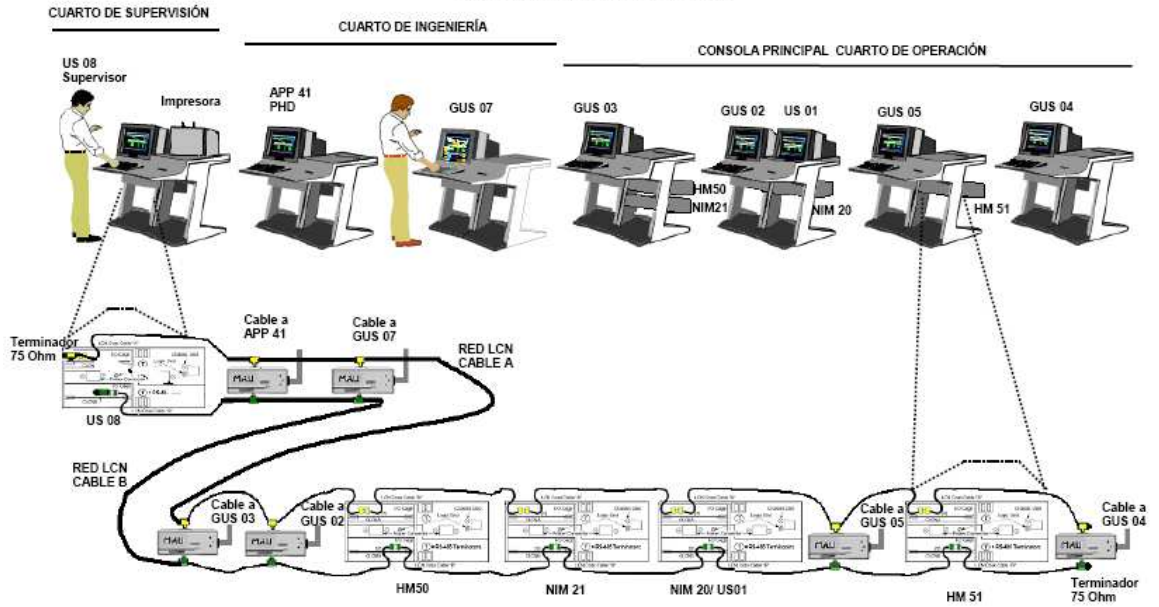 CUARTO DE SUPERVISIÓN
CUARTO DE INGENIERÍA
CONSOLA PRINCIPAL CUARTO DE OPERACIÓN
US 08
Supervisor
Impresora
APP 41
PHD
GUS 07
GUS 03
GUS 02
US 01
GUS 05
GUS 04
HM50
NIM21
NIM 20
HM 51
Terminador
75 Ohm
Cable a
APP 41
Cable a
GUS 07
RED LCN
CABLE A
MAU
MAU
US 08
RED LCN
CABLE B
Cable a
GUS 03
Cable a
GUS 02
Cable a
GUS 05
Cable a
GUS 04
MAU
MAU
MAU
MAU
HM50
NIM 21
NIM 20/ US01
HM 51
Terminador
75 Ohm